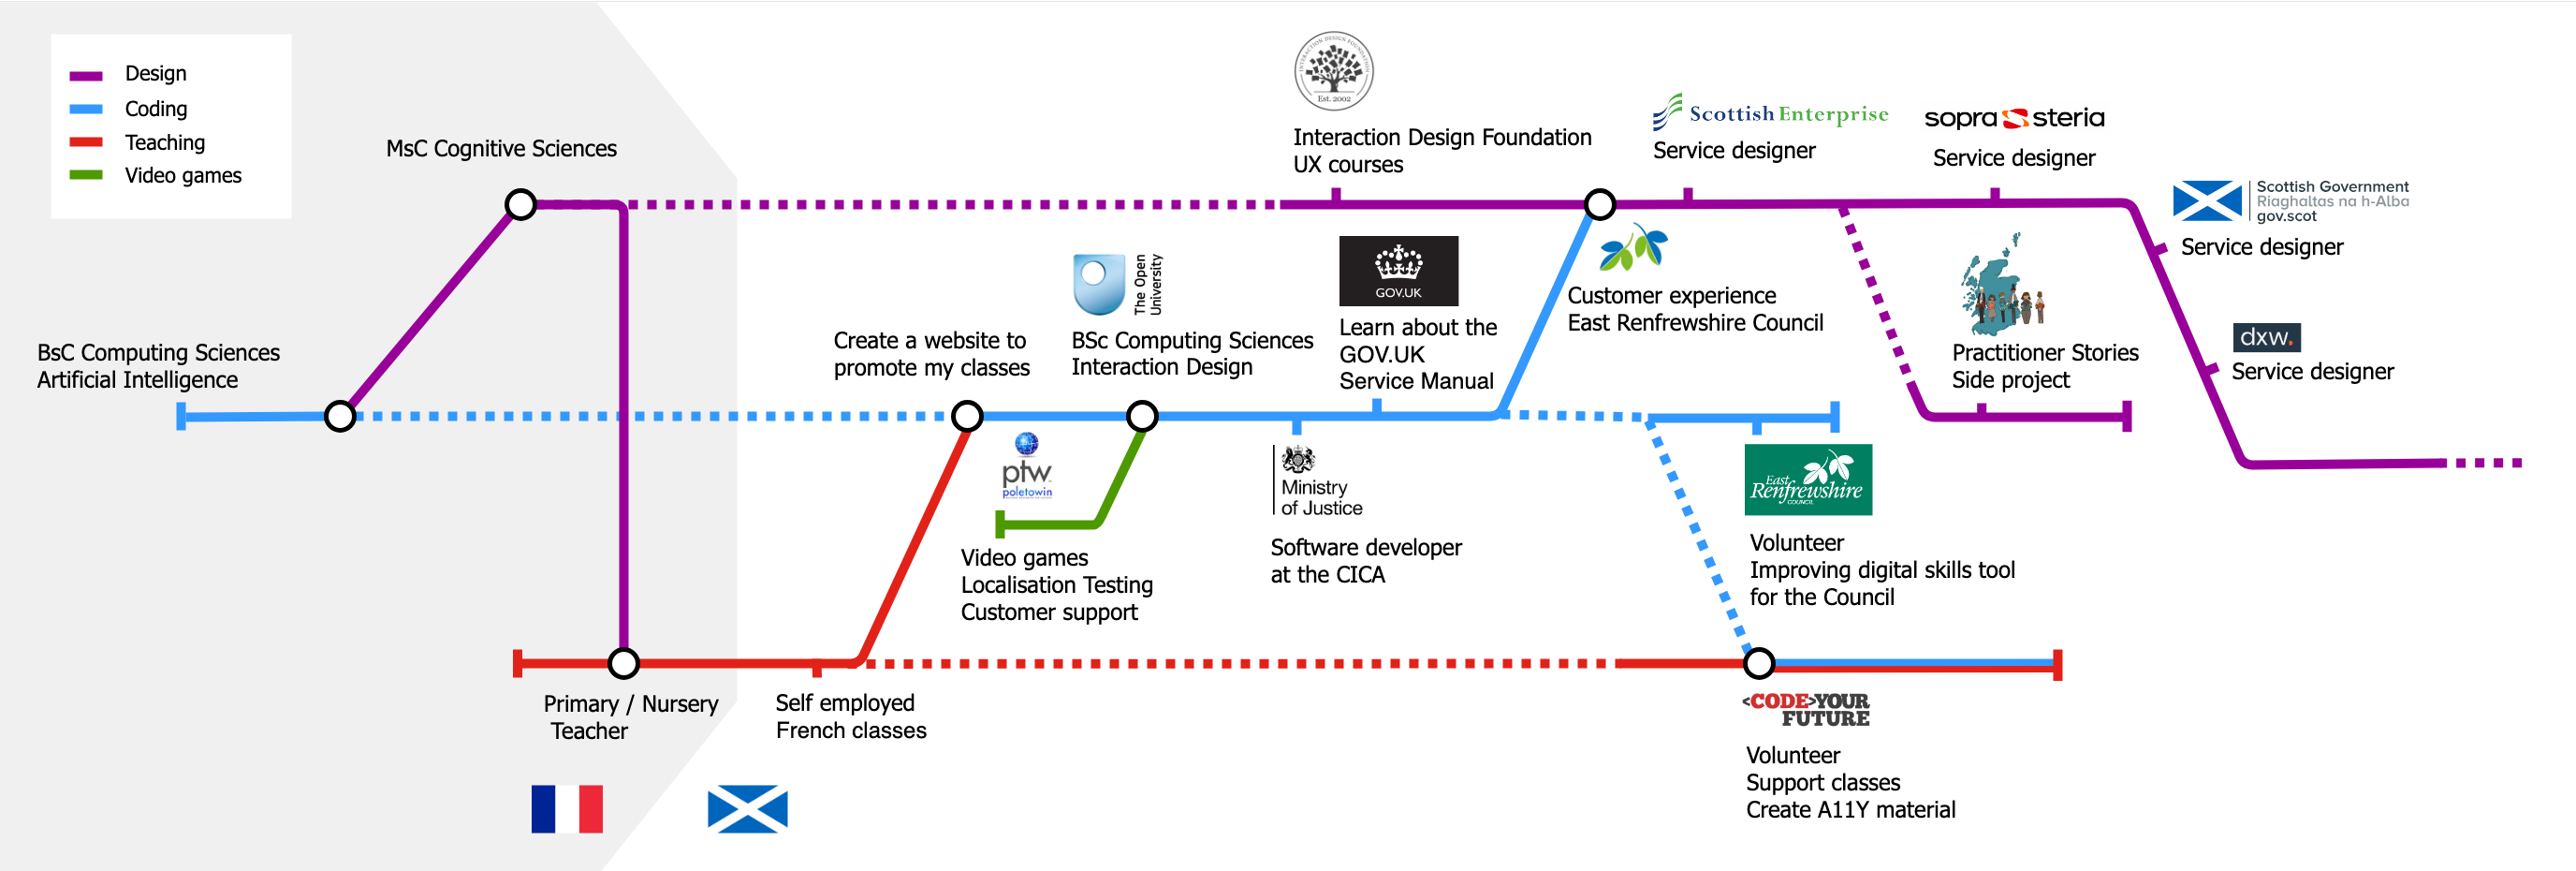 Design
Coding
Teaching
Video games
MsC Cognitive Sciences
BsC Computing Sciences
Artificial Intelligence
Primary / Nursery
Teacher
Self employed
French classes
Create a website to
promote my classes
ptw
poletowin
Video games
Localisation Testing
Customer support
The Open
University
BSc Computing Sciences
Interaction Design
Ministry
of Justice
Software developer
at the CICA
INTERACTION DESIGN FOUNDATION
Est. 2002
Interaction Design Foundation
UX courses
GOV.UK
Learn about the
GOV.UK
Service Manual
Customer experience
East Renfrewshire Council
Scottish Enterprise
Service designer
sopra steria
Service designer
Scottish Government
Riaghaltas na h-Alba
gov.scot
Service designer
dxw.
Service designer
Practitioner Stories
Side project
East
Renfrewshire
COUNCIL
Volunteer
Improving digital skills tool
for the Council
<CODE>YOUR
FUTURE
Volunteer
Support classes
Create A11Y material